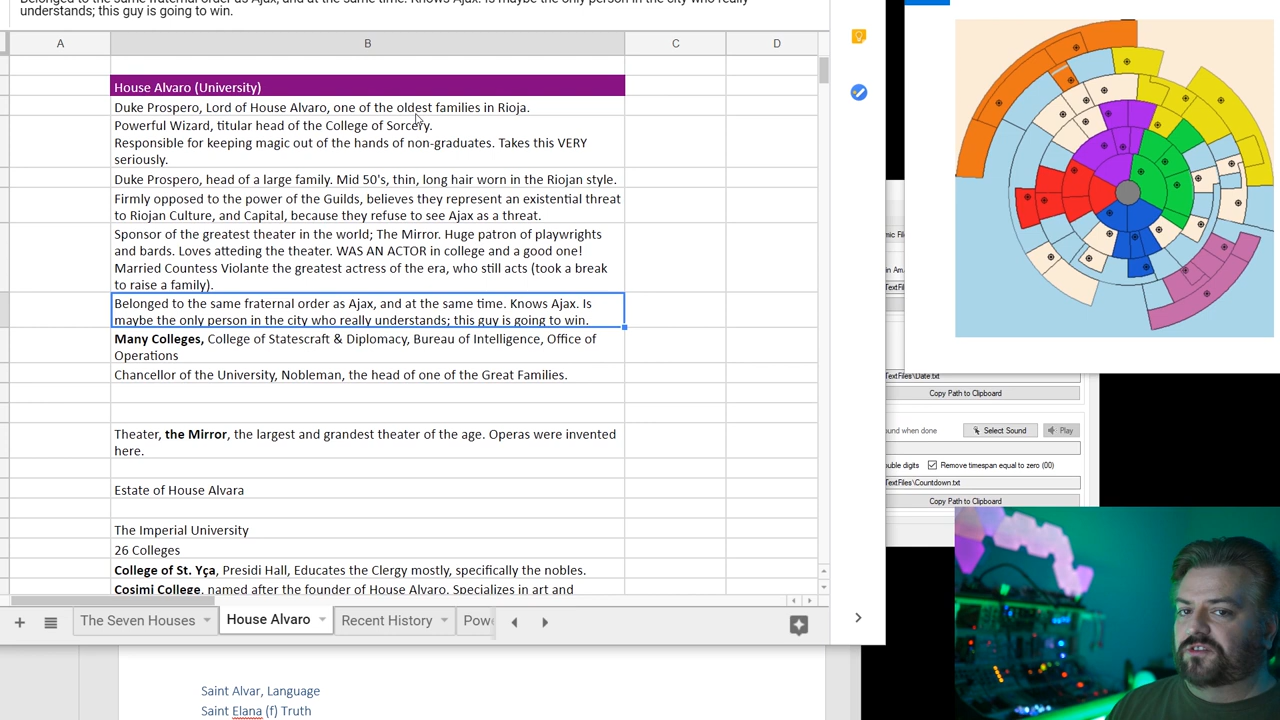 Belonged to the same fraternal order as Ajax, and at the same time. Knows Ajax. Is maybe the only person in the city who really
understands; this guy is going to win.
A B C D
House Alvaro (University)
Duke Prospero, Lord of House Alvaro, one of the oldest families in Rioja.
Powerful Wizard, titular head of the College of Sorcery.
Responsible for keeping magic out of the hands of non-graduates. Takes this VERY
seriously.
Duke Prospero, head of a large family. Mid 50's, thin, long hair worn in the Riojan style.
Firmly opposed to the power of the Guilds, believes they represent an existential threat
to Riojan Culture, and Capital, because they refuse to see Ajax as a threat.
Sponsor of the greatest theater in the world; The Mirror. Huge patron of playwrights
and bards. Loves atteding the theater. WAS AN ACTOR in college and a good one!
Married Countess Violante the greatest actress of the era, who still acts (took a break
to raise a family).
Belonged to the same fraternal order as Ajax, and at the same time. Knows Ajax. Is
maybe the only person in the city who really understands; this guy is going to win.
Many Colleges, College of Statescraft & Diplomacy, Bureau of Intelligence, Office of
Operations
Chancellor of the University, Nobleman, the head of one of the Great Families.
Theater, the Mirror, the largest and grandest theater of the age. Operas were invented
here.
Estate of House Alvara
The Imperial University
26 Colleges
College of St. Yça, Presidi Hall, Educates the Clergy mostly, specifically the nobles.
Cosimi College, named after the founder of House Alvaro. Specializes in art and
The Seven Houses House Alvaro Recent History
Saint Alvar, Language
Saint Elana (f) Truth
TextFiles\Date.txt
Copy Path to Clipboard
when done Select Sound Play
digits Remove timespan equal to zero (00)
TextFiles\Countdown.txt
Copy Path to Clipboard